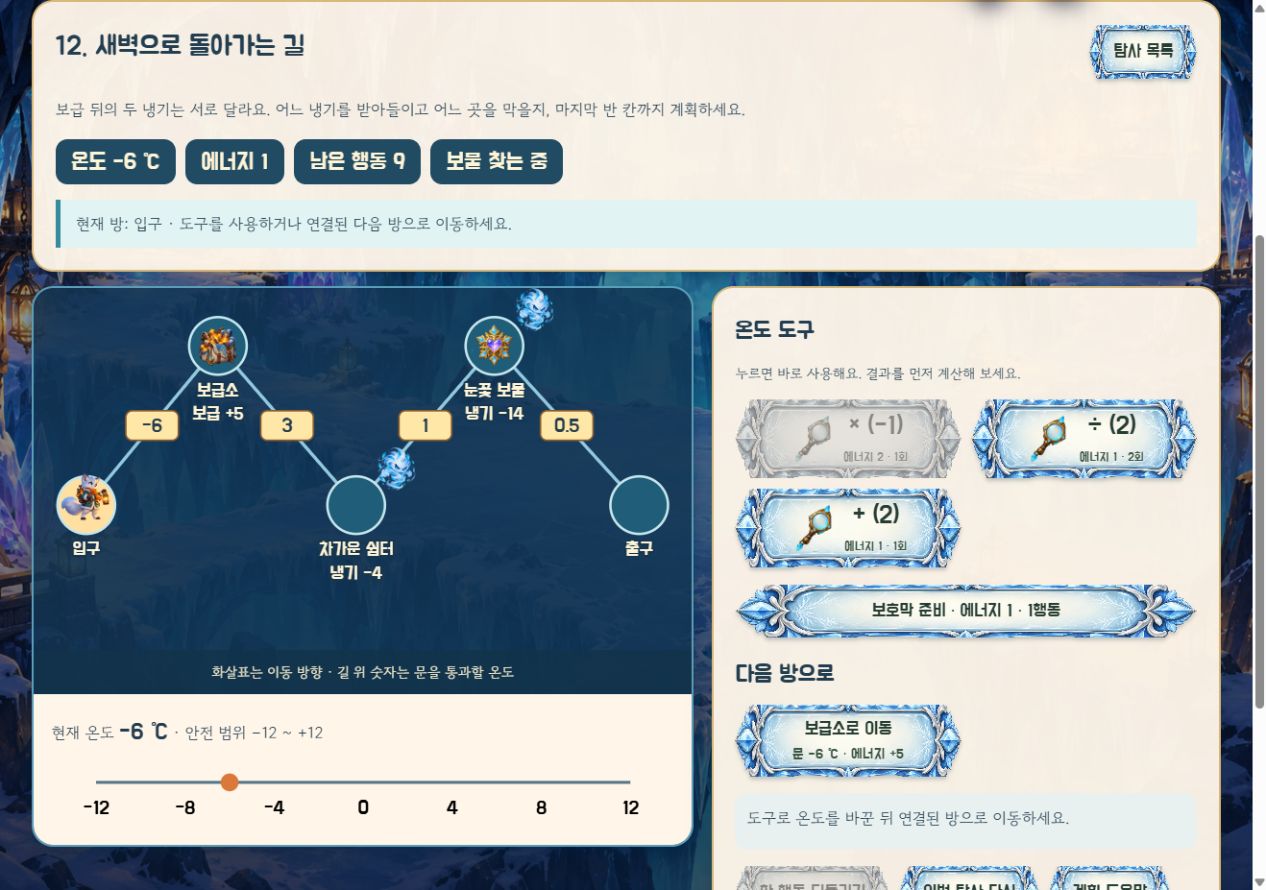 12. 새벽으로 돌아가는 길
탐사 목록
보급 뒤의 두 냉기는 서로 달라요. 어느 냉기를 받아들이고 어느 곳을 막을지, 마지막 반 칸까지 계획하세요.
온도 -6 ℃
에너지 1
남은 행동 9
보물 찾는 중
현재 방: 입구 · 도구를 사용하거나 연결된 다음 방으로 이동하세요.
보급소
보급 +5
눈꽃 보물
냉기 -14
-6
3
1
0.5
입구
차가운 쉼터
냉기 -4
출구
화살표는 이동 방향 · 길 위 숫자는 문을 통과할 온도
현재 온도 -6 ℃ · 안전 범위 -12 ~ +12
-12
-8
-4
0
4
8
12
온도 도구
누르면 바로 사용해요. 결과를 먼저 계산해 보세요.
× (-1)
에너지 2 · 1회
÷ (2)
에너지 1 · 2회
+ (2)
에너지 1 · 1회
보호막 준비 · 에너지 1 · 1행동
다음 방으로
보급소로 이동
문 -6 ℃ · 에너지 +5
도구로 온도를 바꾼 뒤 연결된 방으로 이동하세요.